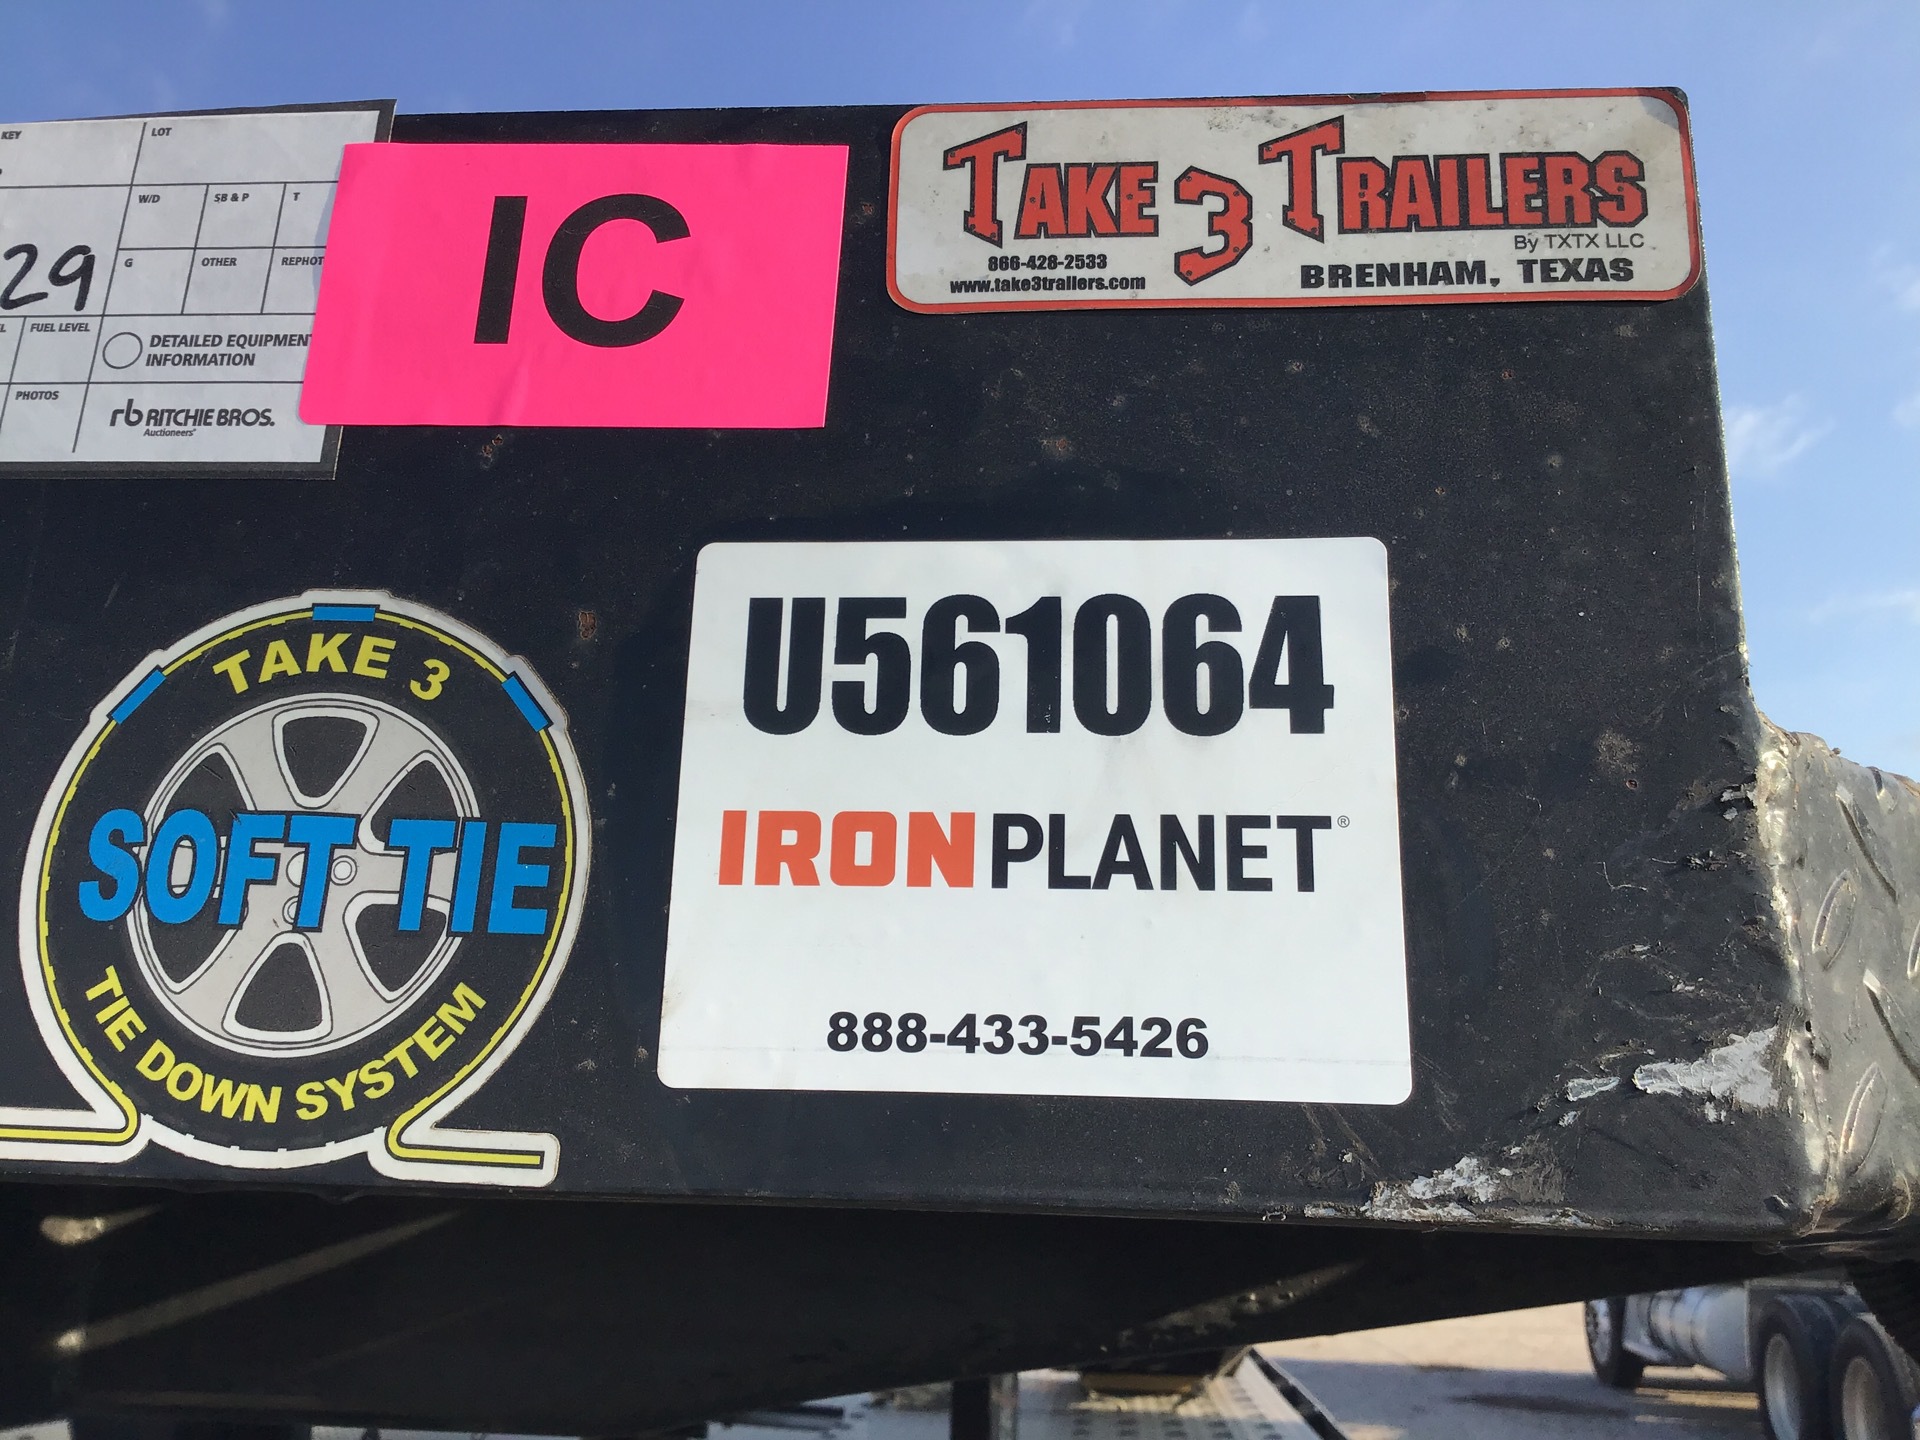 KEY
LOT
W/D
SB & P
T
29
G
OTHER
REPHOT
FUEL LEVEL
DETAILED EQUIPMEN
INFORMATION
PHOTOS
rb RITCHIE BROS.
Auctioneers
IC
TAKE 3 TRAILERS
By TXTX LLC
866-428-2533
www.take3trailers.com
BRENHAM, TEXAS
TAKE 3
SOFT TIE
TIE DOWN SYSTEM
U561064
IRONPLANET®
888-433-5426